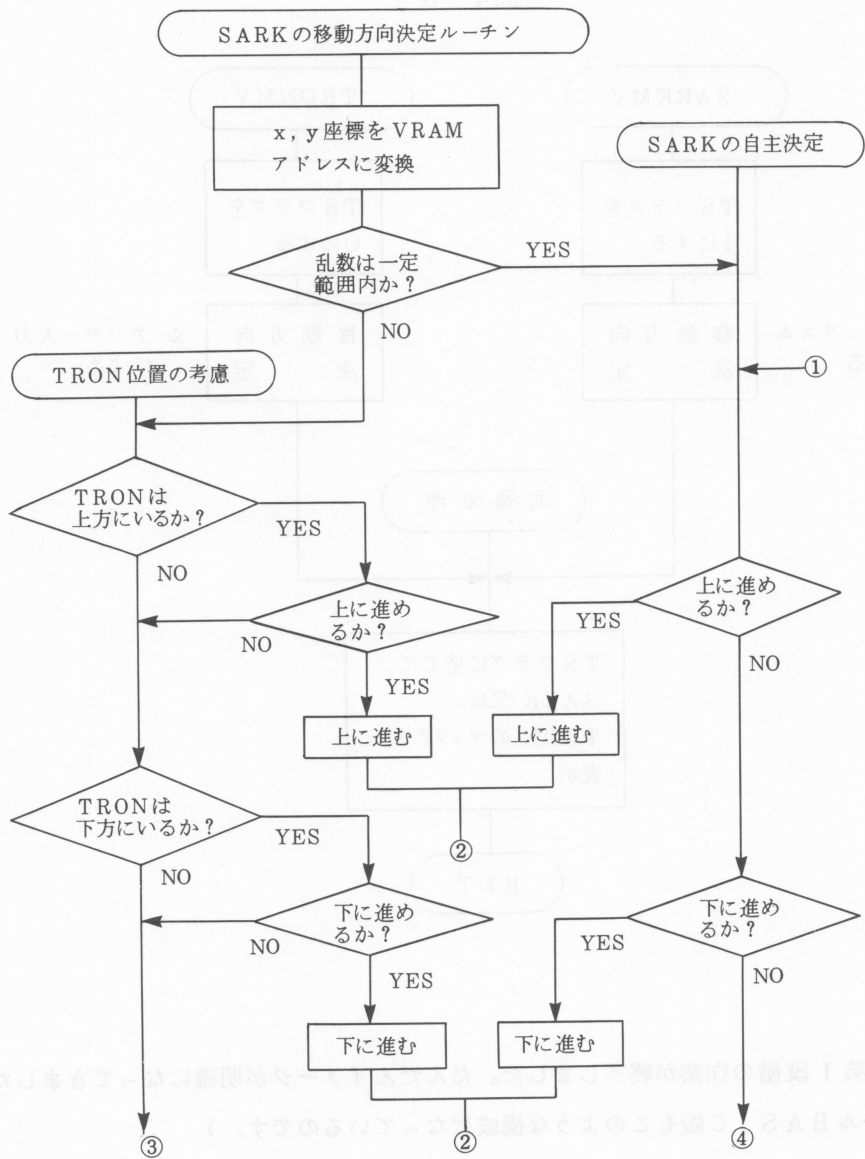 SARKの移動方向決定ルーチン
x，y座標をVRAM
アドレスに変換
SARKの自主決定
乱数は一定
範囲内か？
YES
NO
TRON位置の考慮
①
TRONは
上方にいるか？
YES
NO
上に進め
るか？
NO
YES
上に進む
上に進め
るか？
YES
NO
上に進む
②
TRONは
下方にいるか？
YES
NO
下に進め
るか？
NO
YES
下に進む
下に進め
るか？
YES
NO
下に進む
③
②
④